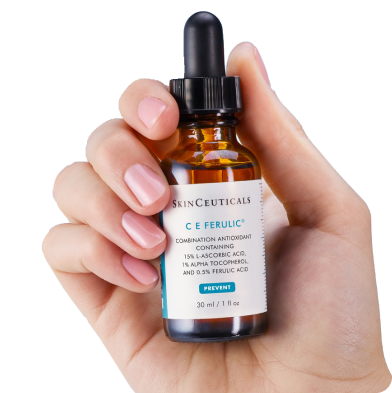 SKINCEUTICALS
C E FERULIC®
COMBINATION ANTIOXIDANT
CONTAINING
15% L-ASCORBIC ACID,
1% ALPHA TOCOPHEROL,
AND 0.5% FERULIC ACID
PREVENT
30 ml / 1 fl oz